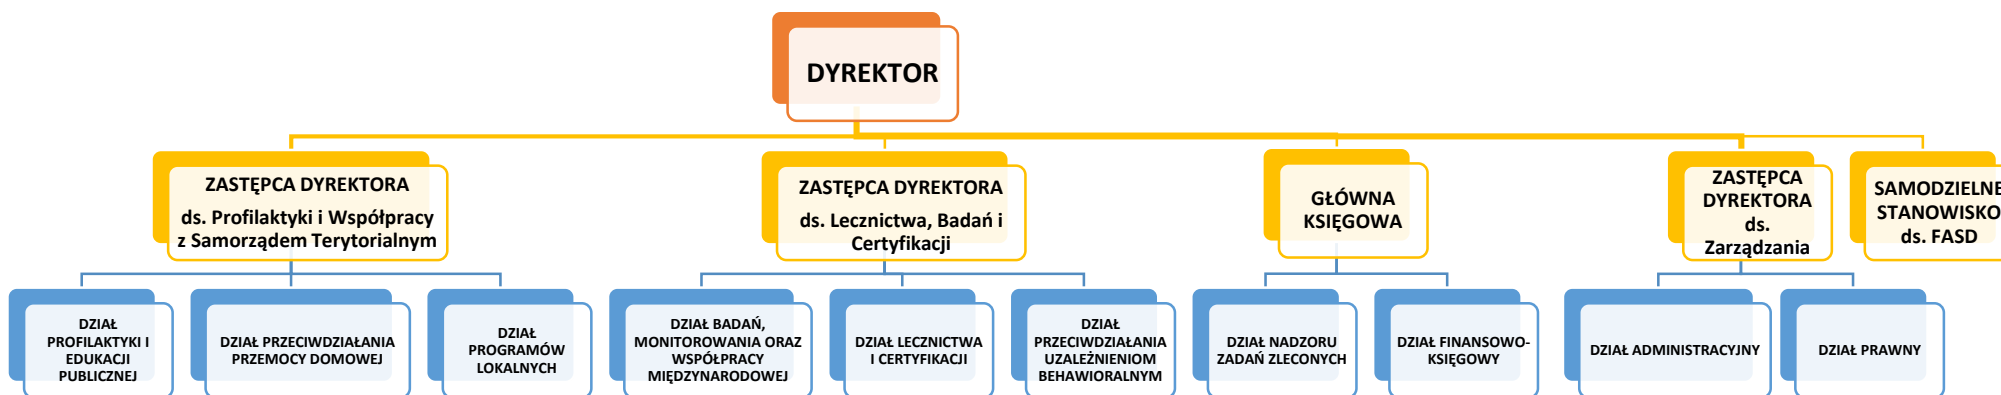 DYREKTOR
ZASTĘPCA DYREKTORA
ds. Profilaktyki i Współpracy
z Samorządem Terytorialnym
ZASTĘPCA DYREKTORA
ds. Lecznictwa, Badań i
Certyfikacji
GŁÓWNA
KSIĘGOWA
ZASTĘPCA
DYREKTORA
ds.
Zarządzania
SAMODZIELNE
STANOWISKO
ds. FASD
DZIAŁ
PROFILAKTYKI I
EDUKACJI
PUBLICZNEJ
DZIAŁ PRZECIWDZIAŁANIA
PRZEMOCY DOMOWEJ
DZIAŁ
PROGRAMÓW
LOKALNYCH
DZIAŁ BADAŃ,
MONITOROWANIA ORAZ
WSPÓŁPRACY
MIĘDZYNARODOWEJ
DZIAŁ LECZNICTWA
I CERTYFIKACJI
DZIAŁ
PRZECIWDZIAŁANIA
UZALEŻNIENIOM
BEHAWIORALNYM
DZIAŁ NADZORU
ZADAŃ ZLECONYCH
DZIAŁ FINANSOWO-
KSIĘGOWY
DZIAŁ ADMINISTRACYJNY
DZIAŁ PRAWNY